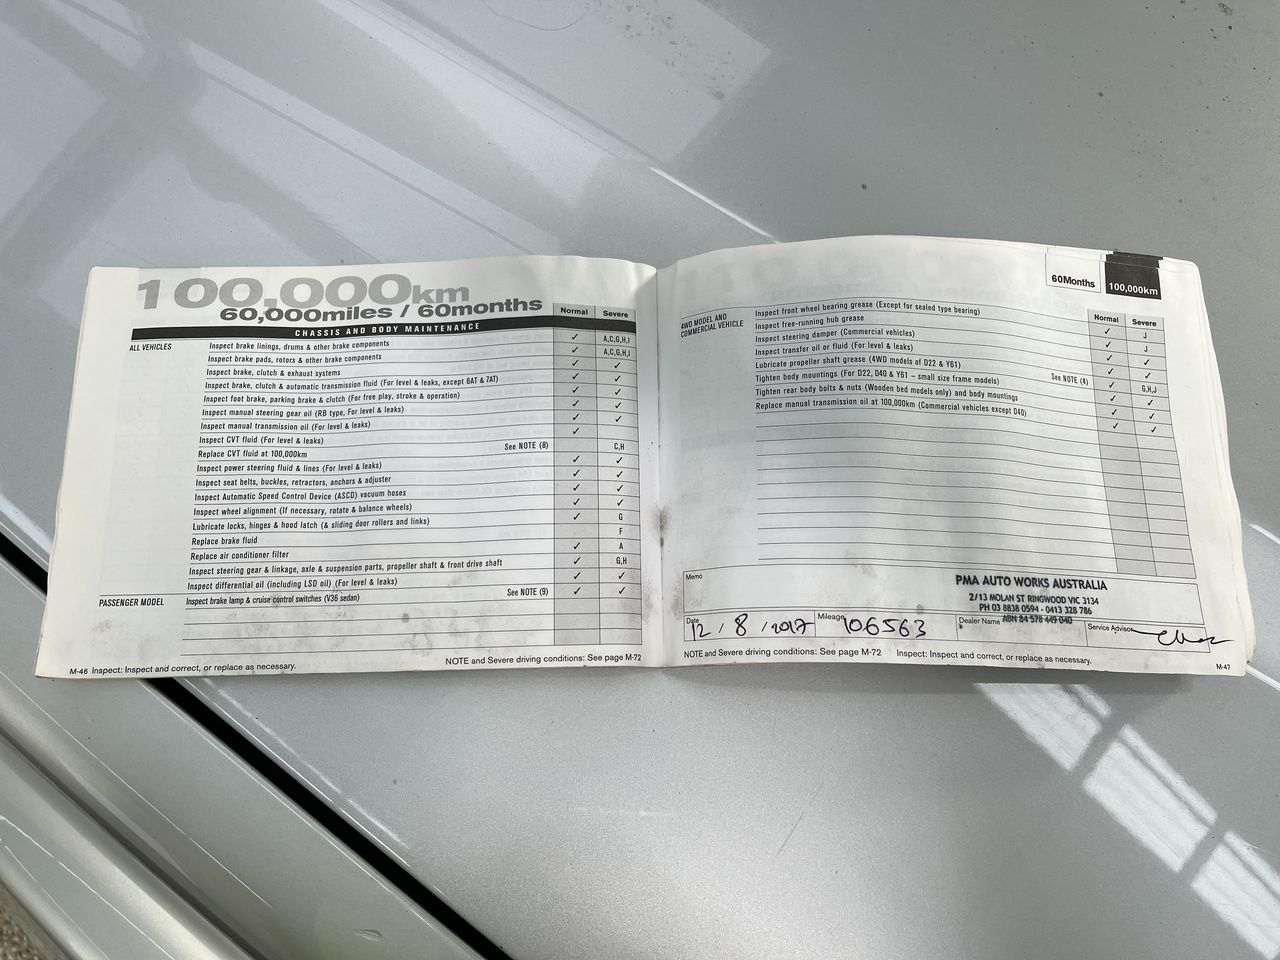 100,000km
60,000miles / 60months
Normal Severe
CHASSIS AND BODY MAINTENANCE
ALL VEHICLES
Inspect brake linings, drums & other brake components ✓ A,C,G,H,I
Inspect brake pads, rotors & other brake components ✓ A,C,G,H,I
Inspect brake, clutch & exhaust systems ✓ ✓
Inspect brake, clutch & automatic transmission fluid (For level & leaks, except 6AT & 7AT) ✓ ✓
Inspect foot brake, parking brake & clutch (For free play, stroke & operation) ✓ ✓
Inspect manual steering gear oil (RB type, For level & leaks) ✓ ✓
Inspect manual transmission oil (For level & leaks) ✓ ✓
Inspect CVT fluid (For level & leaks) ✓
Replace CVT fluid at 100,000km See NOTE (8) C,H
Inspect power steering fluid & lines (For level & leaks) ✓ ✓
Inspect seat belts, buckles, retractors, anchors & adjuster ✓ ✓
Inspect Automatic Speed Control Device (ASCD) vacuum hoses ✓ ✓
Inspect wheel alignment (If necessary, rotate & balance wheels) ✓ ✓
Lubricate locks, hinges & hood latch (& sliding door rollers and links) ✓ G
Replace brake fluid F
Replace air conditioner filter ✓ A
Inspect steering gear & linkage, axle & suspension parts, propeller shaft & front drive shaft ✓ G,H
Inspect differential oil (including LSD oil) (For level & leaks) ✓ ✓
PASSENGER MODEL Inspect brake lamp & cruise control switches (V36 sedan) See NOTE (9) ✓ ✓
NOTE and Severe driving conditions: See page M-72
M-46 Inspect: Inspect and correct, or replace as necessary.
60Months 100,000km
Normal Severe
4WD MODEL AND
COMMERCIAL VEHICLE
Inspect front wheel bearing grease (Except for sealed type bearing) ✓ J
Inspect free-running hub grease ✓ J
Inspect steering damper (Commercial vehicles) ✓ ✓
Inspect transfer oil or fluid (For level & leaks) ✓ ✓
Lubricate propeller shaft grease (4WD models of D22 & Y61) See NOTE (4) ✓ G,H,J
Tighten body mountings (For D22, D40 & Y61 – small size frame models) ✓ ✓
Tighten rear body bolts & nuts (Wooden bed models only) and body mountings ✓ ✓
Replace manual transmission oil at 100,000km (Commercial vehicles except D40) ✓ ✓
Memo
PMA AUTO WORKS AUSTRALIA
2/13 MOLAN ST RINGWOOD VIC 3134
PH 03 8838 0594 - 0413 328 786
ABN 84 578 449 040
Date 12 / 8 / 2017 Mileage 106563 Dealer Name Service Advisor
NOTE and Severe driving conditions: See page M-72 Inspect: Inspect and correct, or replace as necessary.
M-47